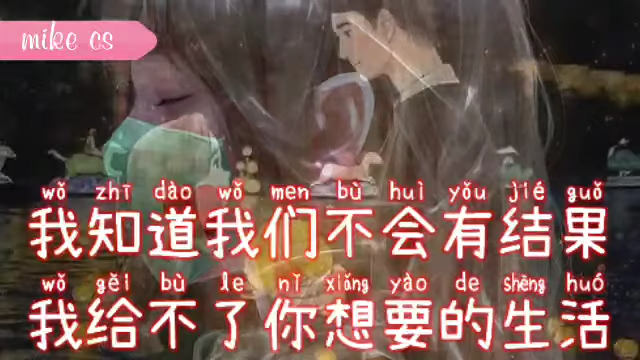 mike cs
wǒ zhī dào wǒ men bù huì yǒu jié guǒ
我知道我们不会有结果
wǒ gěi bù le nǐ xiǎng yào de shēng huó
我给不了你想要的生活